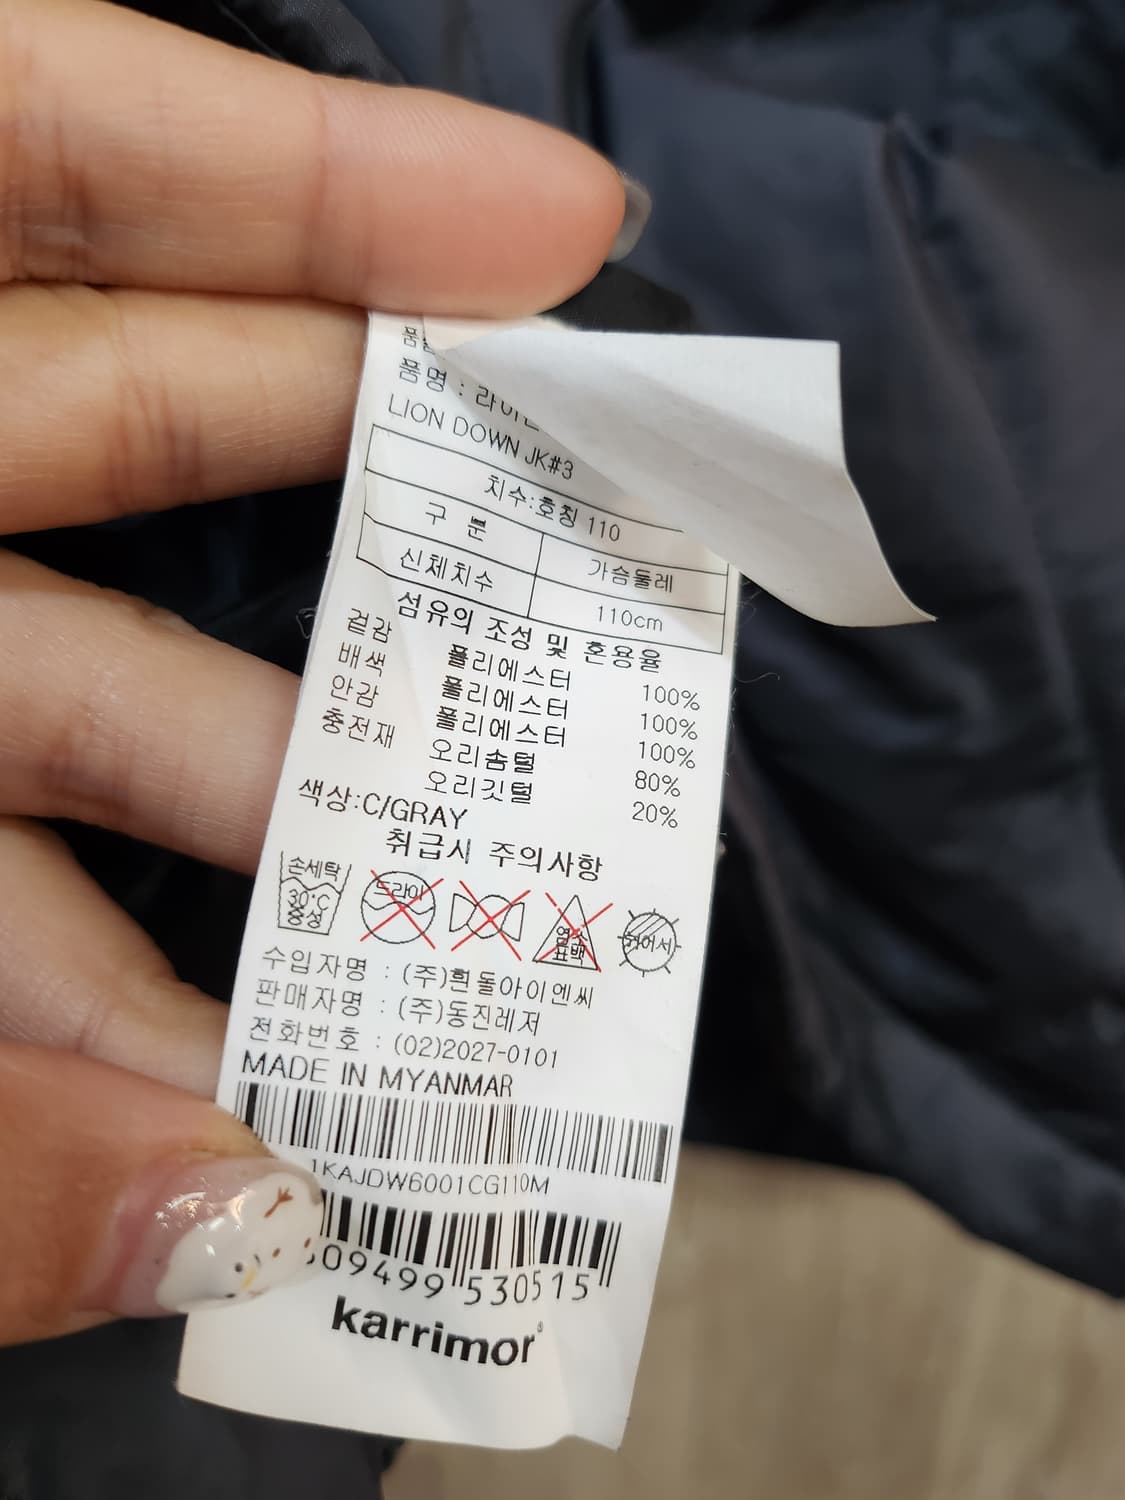 품명 :
LION DOWN JK#3
치수:호칭 110
구 분 가슴둘레
신체치수 110cm
섬유의 조성 및 혼용율
겉감 폴리에스터 100%
배색 폴리에스터 100%
안감 폴리에스터 100%
충전재 오리솜털 80%
오리깃털 20%
색상:C/GRAY
취급시 주의사항
손세탁 30°C 중성
드라이
염소 표백
뉘어서
수입자명 : (주)흰돌아이엔씨
판매자명 : (주)동진레저
전화번호 : (02)2027-0101
MADE IN MYANMAR
1KAJDW6001CG110M
09499 530515
karrimor®